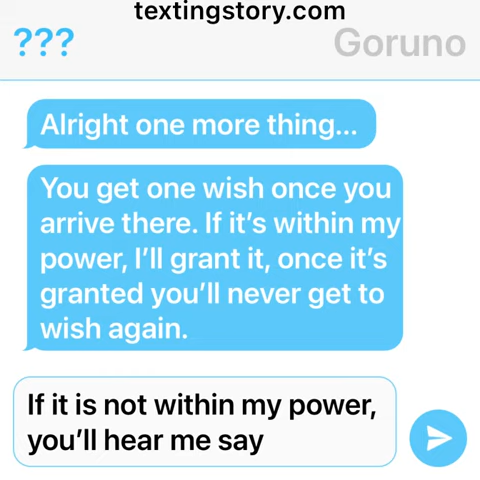 textingstory.com
??? Goruno
Alright one more thing...
You get one wish once you
arrive there. If it's within my
power, I'll grant it, once it's
granted you'll never get to
wish again.
If it is not within my power,
you'll hear me say